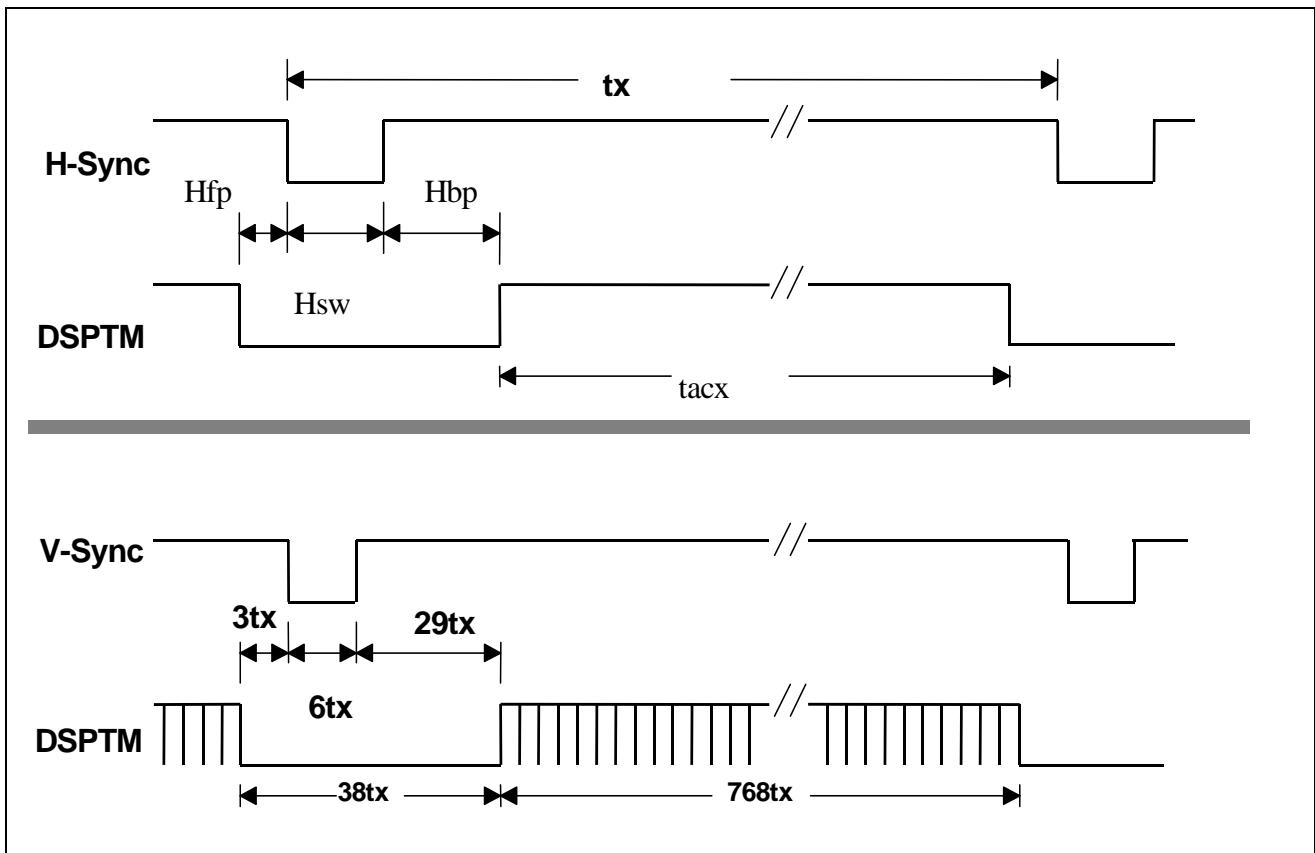 tx
H-Sync
Hfp
Hbp
Hsw
DSPTM
tacx
V-Sync
3tx
29tx
6tx
DSPTM
38tx
768tx